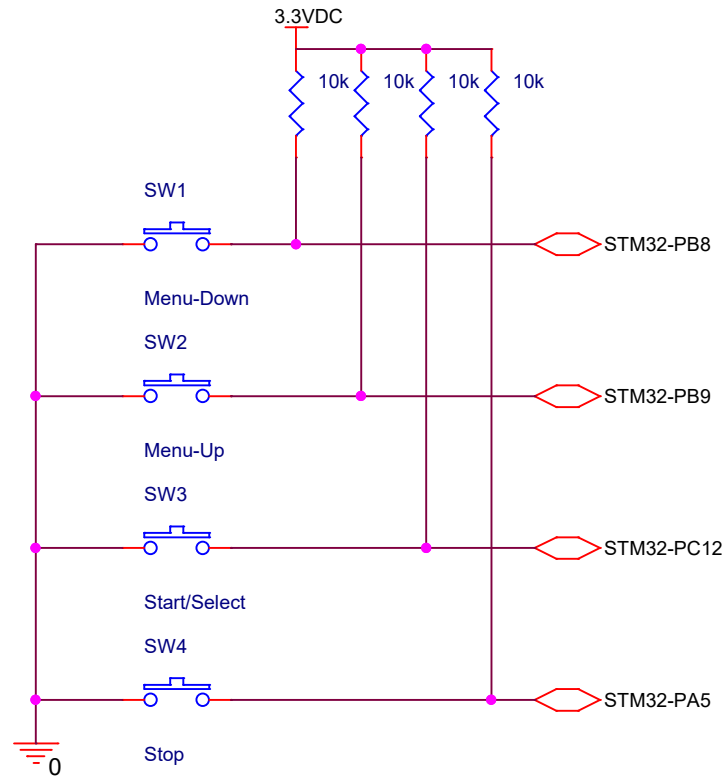 3.3VDC
10k 10k 10k 10k
SW1
STM32-PB8
Menu-Down
SW2
STM32-PB9
Menu-Up
SW3
STM32-PC12
Start/Select
SW4
STM32-PA5
Stop
0